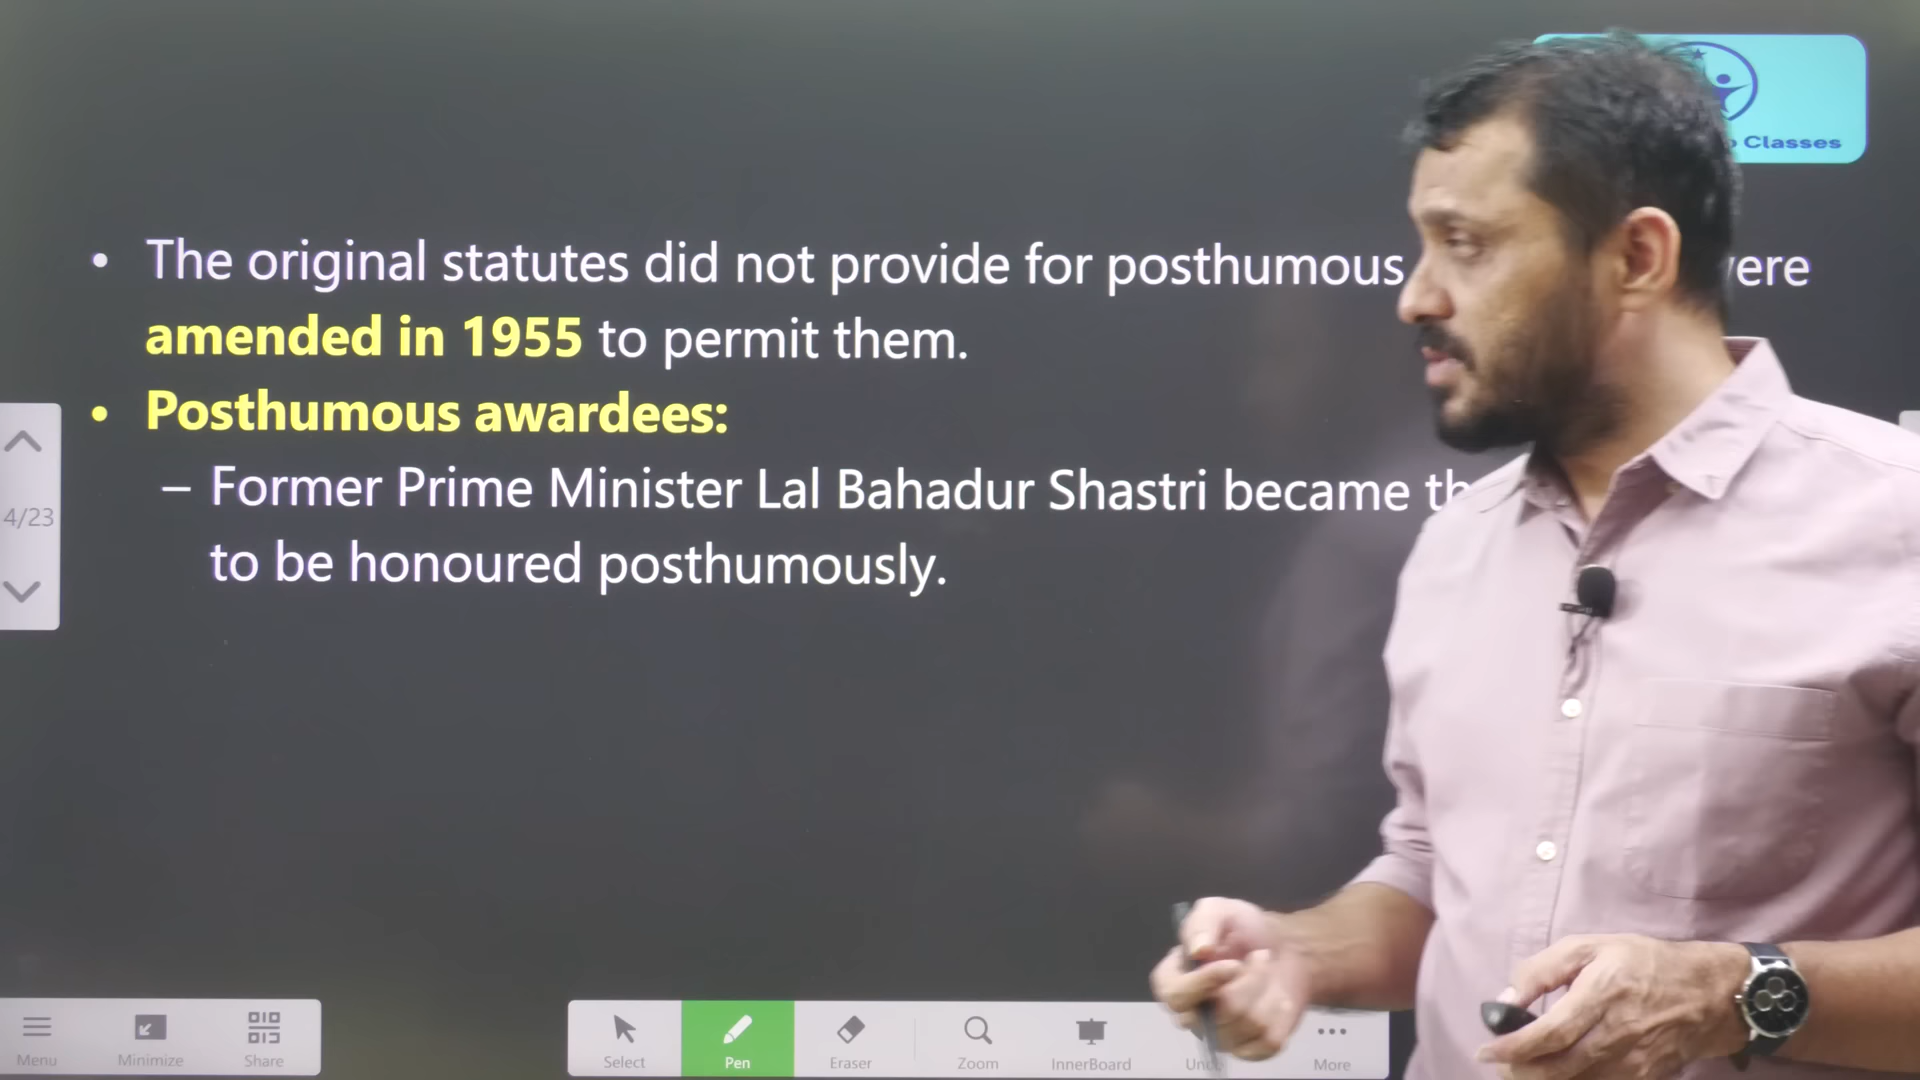 Classes
• The original statutes did not provide for posthumous
amended in 1955 to permit them.
• Posthumous awardees:
– Former Prime Minister Lal Bahadur Shastri became
to be honoured posthumously.
4/23
Menu Minimize Share Select Pen Eraser Zoom InnerBoard More